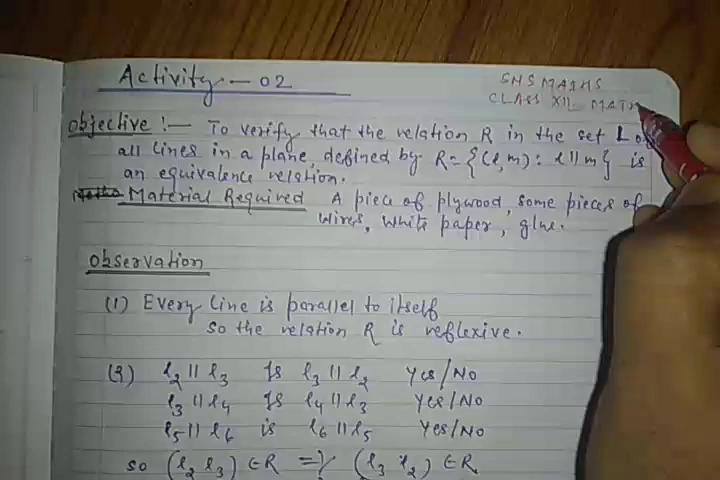 Activity - 02
SNS MATHS
CLASS XII MATH
Objective :- To verify that the relation R in the set L of
all lines in a plane, defined by R = {(l, m) : l || m} is
an equivalence relation.
Material Required A piece of plywood, some pieces of
wires, white paper, glue.
Observation
(1) Every line is parallel to itself
so the relation R is reflexive.
(2) l2 || l3 Is l3 || l2 Yes/No
l3 || l4 Is l4 || l3 Yes/No
l5 || l6 is l6 || l5 Yes/No
so (l2 l3) ∈ R ⇒ (l3 l2) ∈ R